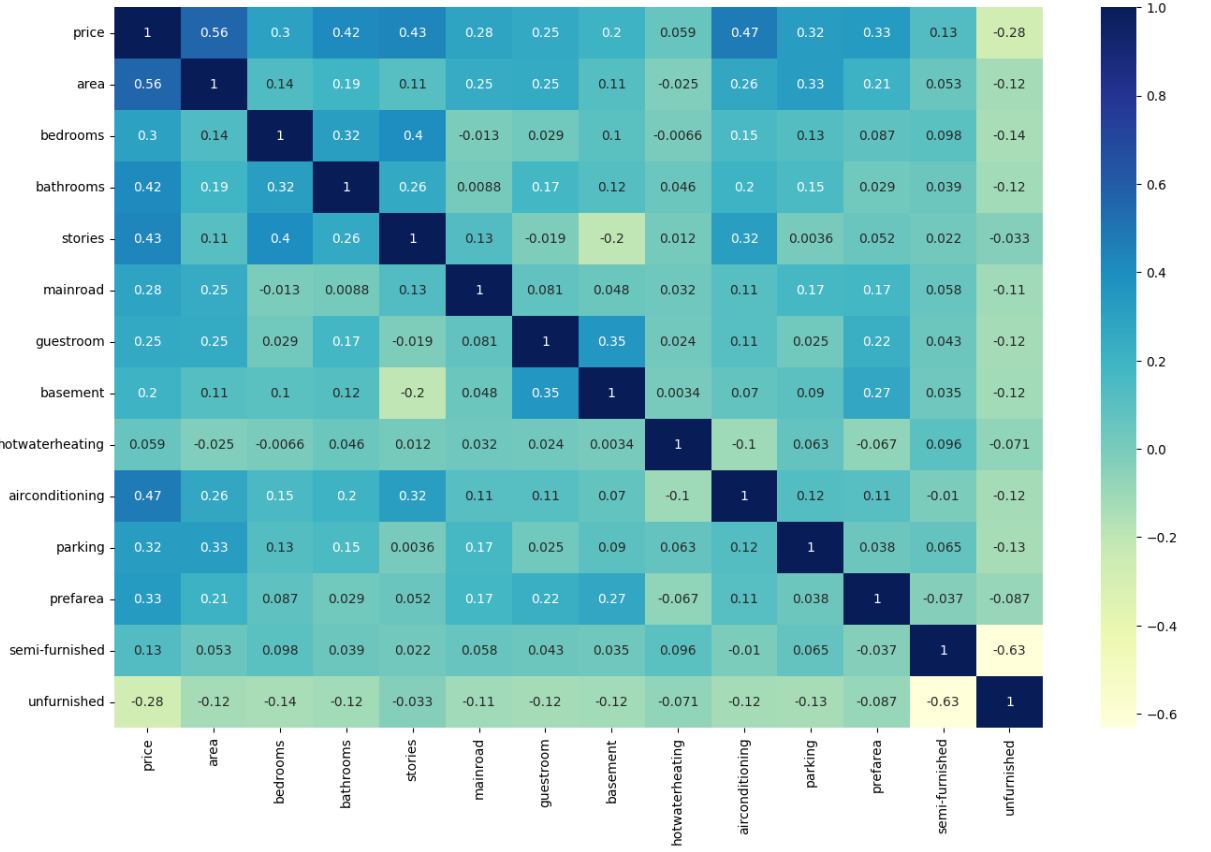 price 1 0.56 0.3 0.42 0.43 0.28 0.25 0.2 0.059 0.47 0.32 0.33 0.13 -0.28
area 0.56 1 0.14 0.19 0.11 0.25 0.25 0.11 -0.025 0.26 0.33 0.21 0.053 -0.12
bedrooms 0.3 0.14 1 0.32 0.4 -0.013 0.029 0.1 -0.0066 0.15 0.13 0.087 0.098 -0.14
bathrooms 0.42 0.19 0.32 1 0.26 0.0088 0.17 0.12 0.046 0.2 0.15 0.029 0.039 -0.12
stories 0.43 0.11 0.4 0.26 1 0.13 -0.019 -0.2 0.012 0.32 0.0036 0.052 0.022 -0.033
mainroad 0.28 0.25 -0.013 0.0088 0.13 1 0.081 0.048 0.032 0.11 0.17 0.17 0.058 -0.11
guestroom 0.25 0.25 0.029 0.17 -0.019 0.081 1 0.35 0.024 0.11 0.025 0.22 0.043 -0.12
basement 0.2 0.11 0.1 0.12 -0.2 0.048 0.35 1 0.0034 0.07 0.09 0.27 0.035 -0.12
hotwaterheating 0.059 -0.025 -0.0066 0.046 0.012 0.032 0.024 0.0034 1 -0.1 0.063 -0.067 0.096 -0.071
airconditioning 0.47 0.26 0.15 0.2 0.32 0.11 0.11 0.07 -0.1 1 0.12 0.11 -0.01 -0.12
parking 0.32 0.33 0.13 0.15 0.0036 0.17 0.025 0.09 0.063 0.12 1 0.038 0.065 -0.13
prefarea 0.33 0.21 0.087 0.029 0.052 0.17 0.22 0.27 -0.067 0.11 0.038 1 -0.037 -0.087
semi-furnished 0.13 0.053 0.098 0.039 0.022 0.058 0.043 0.035 0.096 -0.01 0.065 -0.037 1 -0.63
unfurnished -0.28 -0.12 -0.14 -0.12 -0.033 -0.11 -0.12 -0.12 -0.071 -0.12 -0.13 -0.087 -0.63 1
price
area
bedrooms
bathrooms
stories
mainroad
guestroom
basement
hotwaterheating
airconditioning
parking
prefarea
semi-furnished
unfurnished
1.0
0.8
0.6
0.4
0.2
0.0
−0.2
−0.4
−0.6